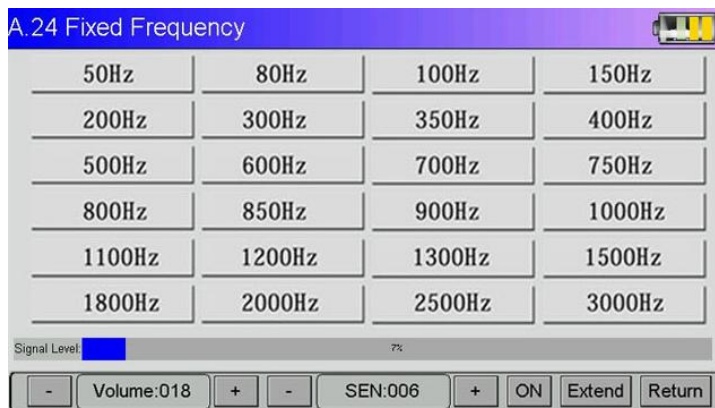 A.24 Fixed Frequency
50Hz 80Hz 100Hz 150Hz
200Hz 300Hz 350Hz 400Hz
500Hz 600Hz 700Hz 750Hz
800Hz 850Hz 900Hz 1000Hz
1100Hz 1200Hz 1300Hz 1500Hz
1800Hz 2000Hz 2500Hz 3000Hz
Signal Level: 7%
- Volume:018 + - SEN:006 + ON Extend Return